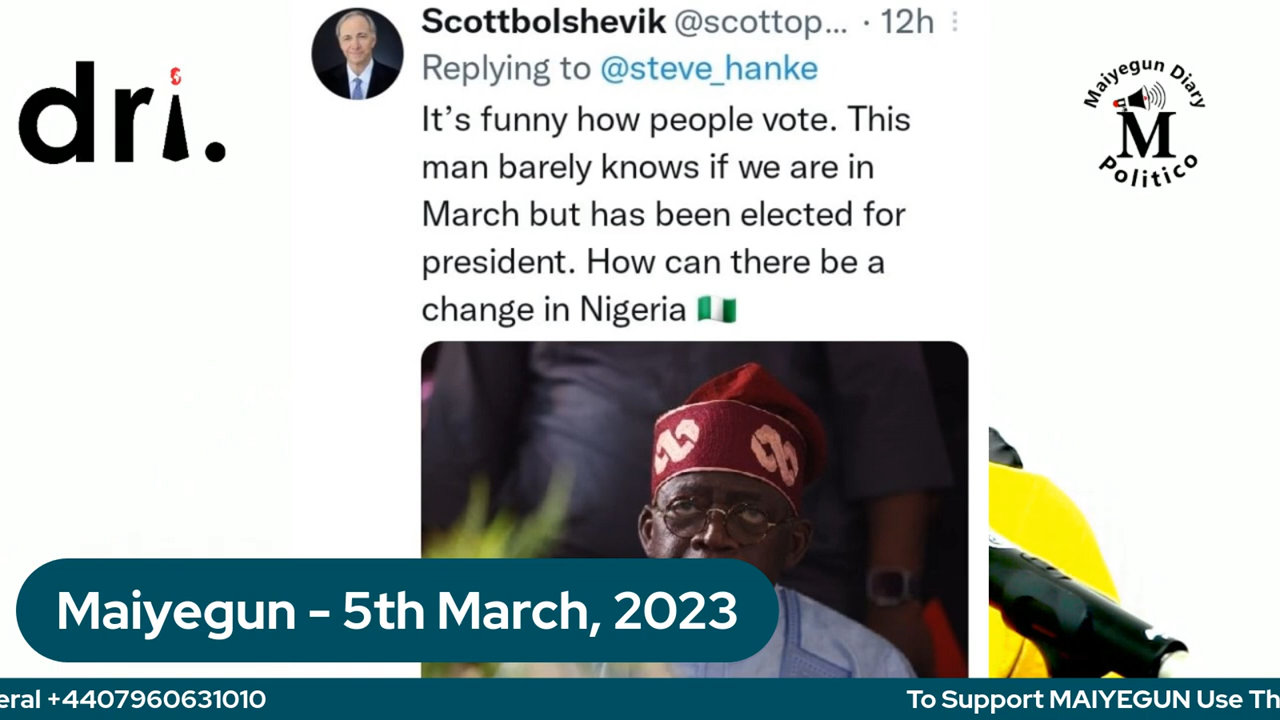 Scottbolshevik @scottop... · 12h
Replying to @steve_hanke
It’s funny how people vote. This
man barely knows if we are in
March but has been elected for
president. How can there be a
change in Nigeria 🇳🇬
dri.
Maiyegun Diary
M
Politico
Maiyegun - 5th March, 2023
eral +4407960631010
To Support MAIYEGUN Use Th